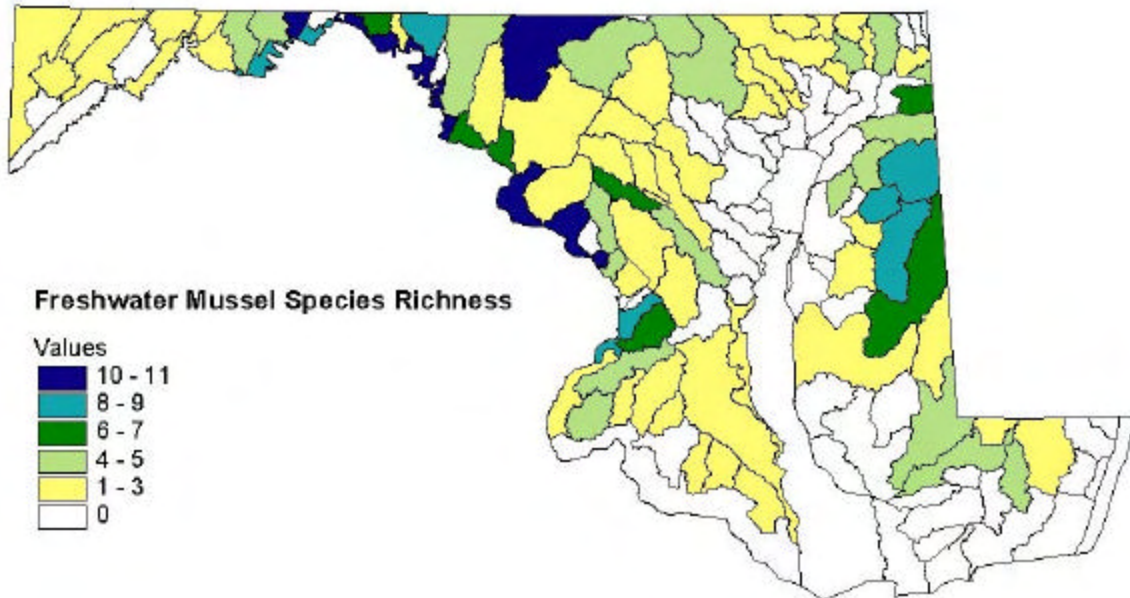 Freshwater Mussel Species Richness
Values
10 - 11
8 - 9
6 - 7
4 - 5
1 - 3
0